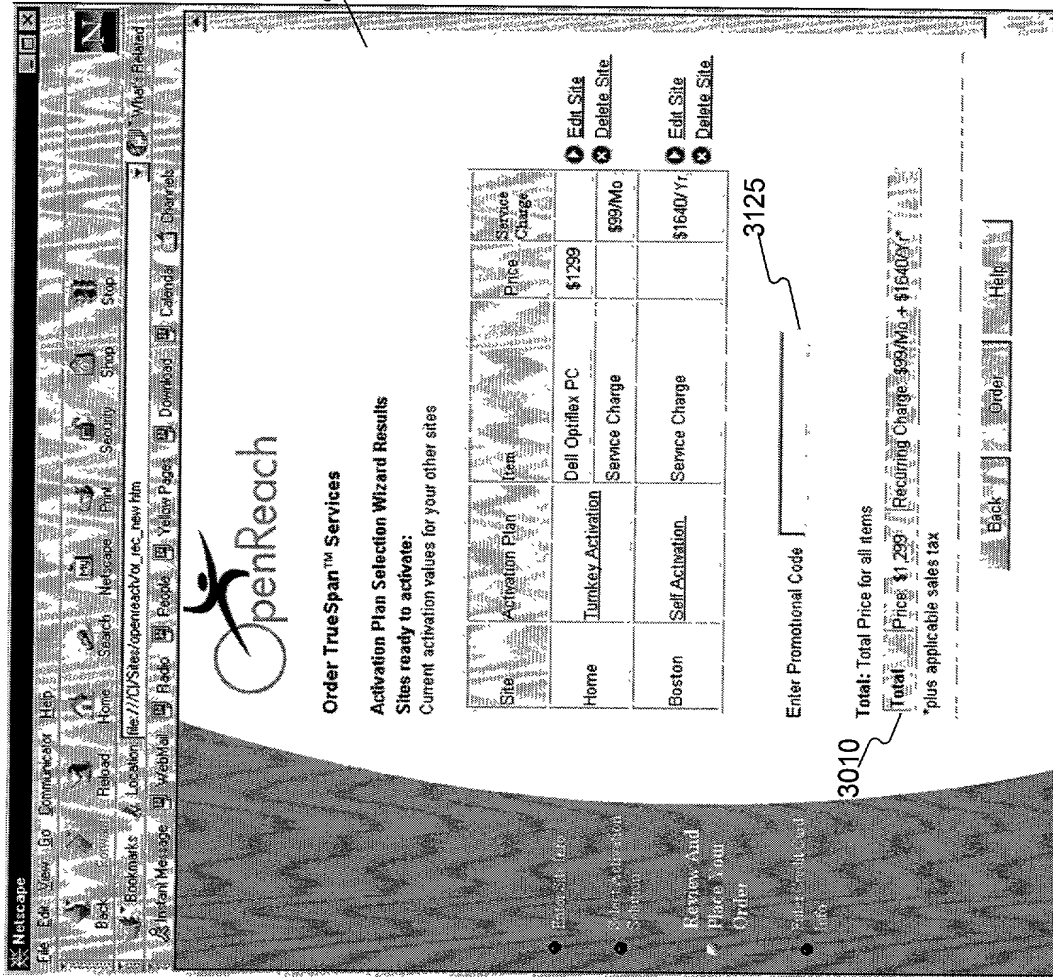 Netscape
File Edit View Go Communicator Help
Back Reload Home Search Netscape Print Security Shop Stop
Bookmarks Location: file:///C|/Sites/openreach/or_rec_new.htm What's Related
Instant Message WebMail Radio People Yellow Pages Download Calendar Channels
OpenReach
Order TrueSpan™ Services
Activation Plan Selection Wizard Results
Sites ready to activate:
Current activation values for your other sites
Site Activation Plan Item Price Service Charge
Home Turnkey Activation Dell Optiflex PC $1299
Edit Site
Service Charge $99/Mo
Delete Site
Boston Self Activation Service Charge $1640/Yr
Edit Site
Delete Site
Enter Promotional Code
3125
Total: Total Price for all items
3010
Total Price: $1,299 Recurring Charge: $99/Mo + $1640/Yr*
*plus applicable sales tax
Back Order Help
Review And
Place Your
Order